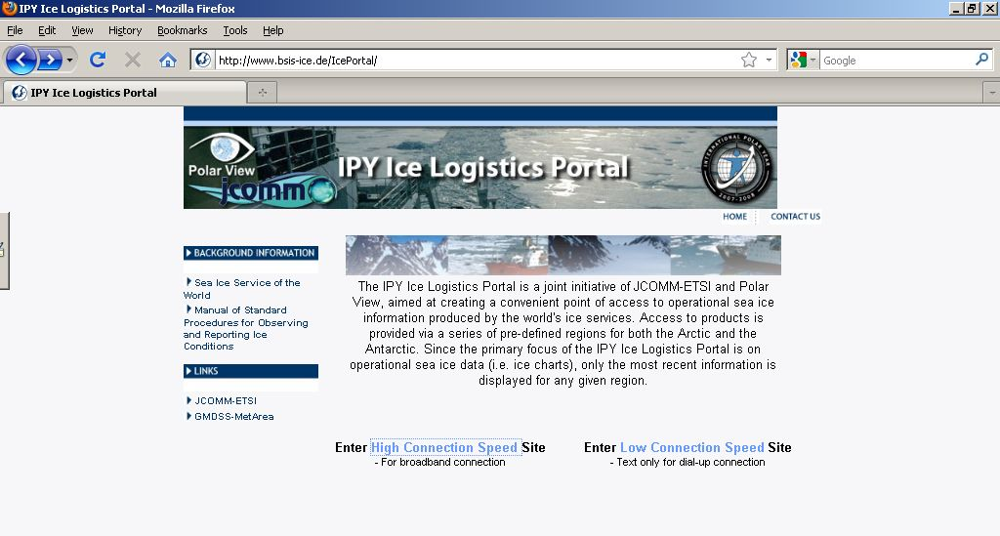 IPY Ice Logistics Portal - Mozilla Firefox
File Edit View History Bookmarks Tools Help
http://www.bsis-ice.de/IcePortal/
Google
IPY Ice Logistics Portal
Polar View
jcomm
IPY Ice Logistics Portal
INTERNATIONAL POLAR YEAR
2007-2008
HOME
CONTACT US
BACKGROUND INFORMATION
Sea Ice Service of the
World
Manual of Standard
Procedures for Observing
and Reporting Ice
Conditions
LINKS
JCOMM-ETSI
GMDSS-MetArea
The IPY Ice Logistics Portal is a joint initiative of JCOMM-ETSI and Polar
View, aimed at creating a convenient point of access to operational sea ice
information produced by the world's ice services. Access to products is
provided via a series of pre-defined regions for both the Arctic and the
Antarctic. Since the primary focus of the IPY Ice Logistics Portal is on
operational sea ice data (i.e. ice charts), only the most recent information is
displayed for any given region.
Enter High Connection Speed Site
- For broadband connection
Enter Low Connection Speed Site
- Text only for dial-up connection